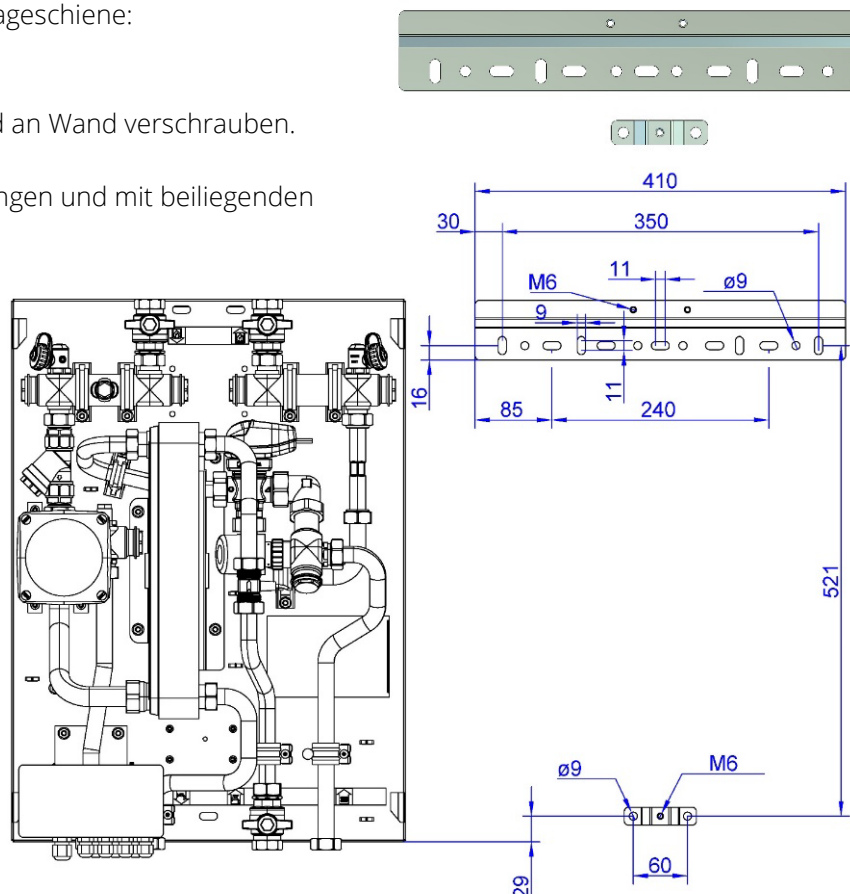 ageschiene:
d an Wand verschrauben.
ngen und mit beiliegenden
410
30
350
M6
11
ø9
9
16
11
85
240
521
ø9
M6
60
29